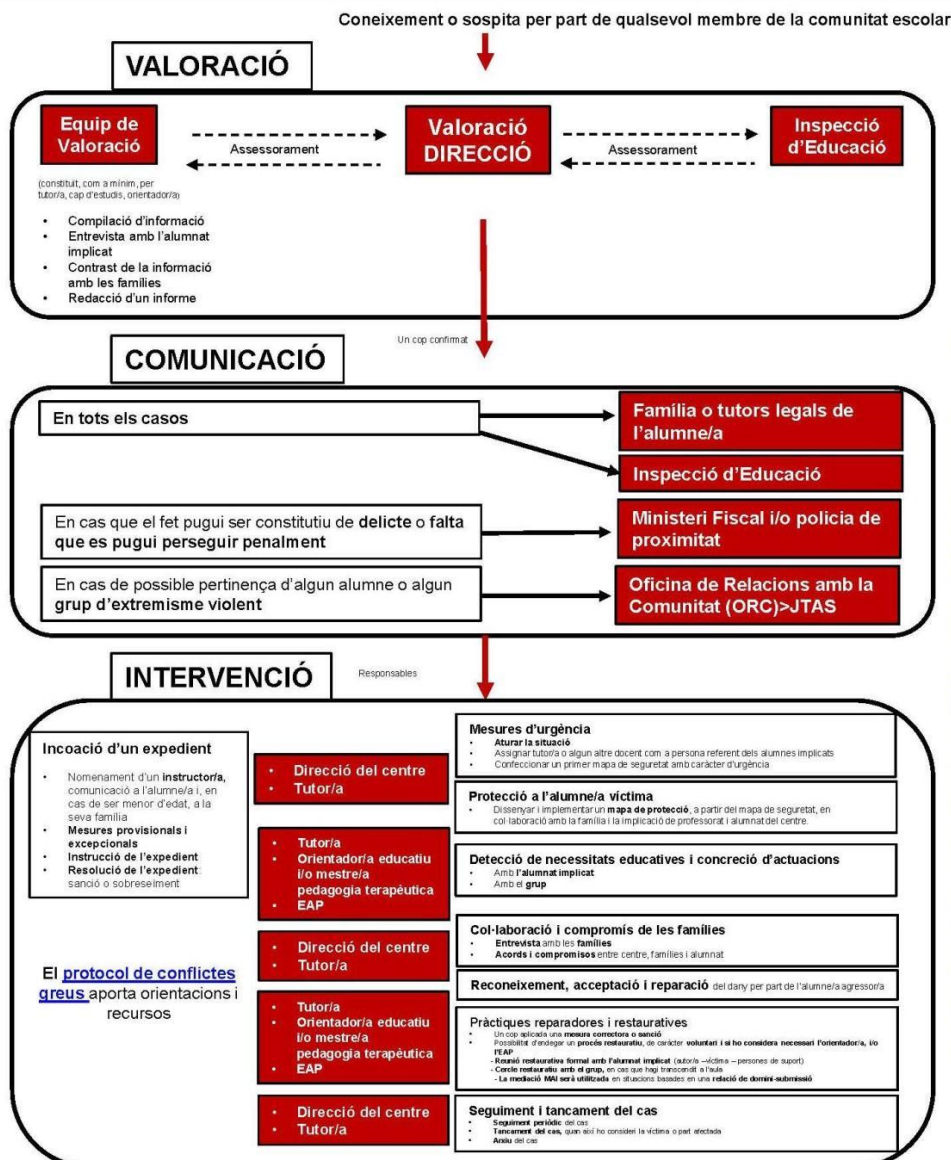 Coneixement o sospita per part de qualsevol membre de la comunitat escolar
VALORACIÓ
Equip de
Valoració
Assessorament
Valoració
DIRECCIÓ
Assessorament
Inspecció
d'Educació
(constituït, com a mínim, per
tutor/a, cap d'estudis, orientador/a)
• Compilació d'informació
• Entrevista amb l'alumnat
implicat
• Contrast de la informació
amb les famílies
• Redacció d'un informe
Un cop confirmat
COMUNICACIÓ
En tots els casos
Família o tutors legals de
l'alumne/a
Inspecció d'Educació
En cas que el fet pugui ser constitutiu de delicte o falta
que es pugui perseguir penalment
Ministeri Fiscal i/o policia de
proximitat
En cas de possible pertinença d'algun alumne o algun
grup d'extremisme violent
Oficina de Relacions amb la
Comunitat (ORC)>JTAS
INTERVENCIÓ
Responsables
Incoació d'un expedient
• Nomenament d'un instructor/a,
comunicació a l'alumne/a i, en
cas de ser menor d'edat, a la
seva família
• Mesures provisionals i
excepcionals
• Instrucció de l'expedient
• Resolució de l'expedient:
sanció o sobreseïment
El protocol de conflictes
greus aporta orientacions i
recursos
• Direcció del centre
• Tutor/a
Mesures d'urgència
• Aturar la situació
• Assignar tutor/a o algun altre docent com a persona referent dels alumnes implicats
• Confeccionar un primer mapa de seguretat amb caràcter d'urgència
Protecció a l'alumne/a víctima
• Dissenyar i implementar un mapa de protecció, a partir del mapa de seguretat, en
col·laboració amb la família i la implicació de professorat i alumnat del centre.
• Tutor/a
• Orientador/a educatiu
i/o mestre/a
pedagogia terapèutica
• EAP
Detecció de necessitats educatives i concreció d'actuacions
• Amb l'alumnat implicat
• Amb el grup
• Direcció del centre
• Tutor/a
Col·laboració i compromís de les famílies
• Entrevista amb les famílies
• Acords i compromisos entre centre, famílies i alumnat
Reconeixement, acceptació i reparació del dany per part de l'alumne/a agressor/a
• Tutor/a
• Orientador/a educatiu
i/o mestre/a
pedagogia terapèutica
• EAP
Pràctiques reparadores i restauratives
• Un cop aplicada una mesura correctora o sanció
• Possibilitat d'endegar un procés restauratiu, de caràcter voluntari i si ho considera necessari l'orientador/a, i/o
l'EAP
- Reunió restaurativa formal amb l'alumnat implicat (autor/a –víctima – persones de suport)
- Cercle restauratiu amb el grup, en cas que hagi transcendit a l'aula
- La mediació MAI serà utilitzada en situacions basades en una relació de domini-submissió
• Direcció del centre
• Tutor/a
Seguiment i tancament del cas
• Seguiment periòdic del cas
• Tancament del cas, quan així ho consideri la víctima o part afectada
• Arxiu del cas